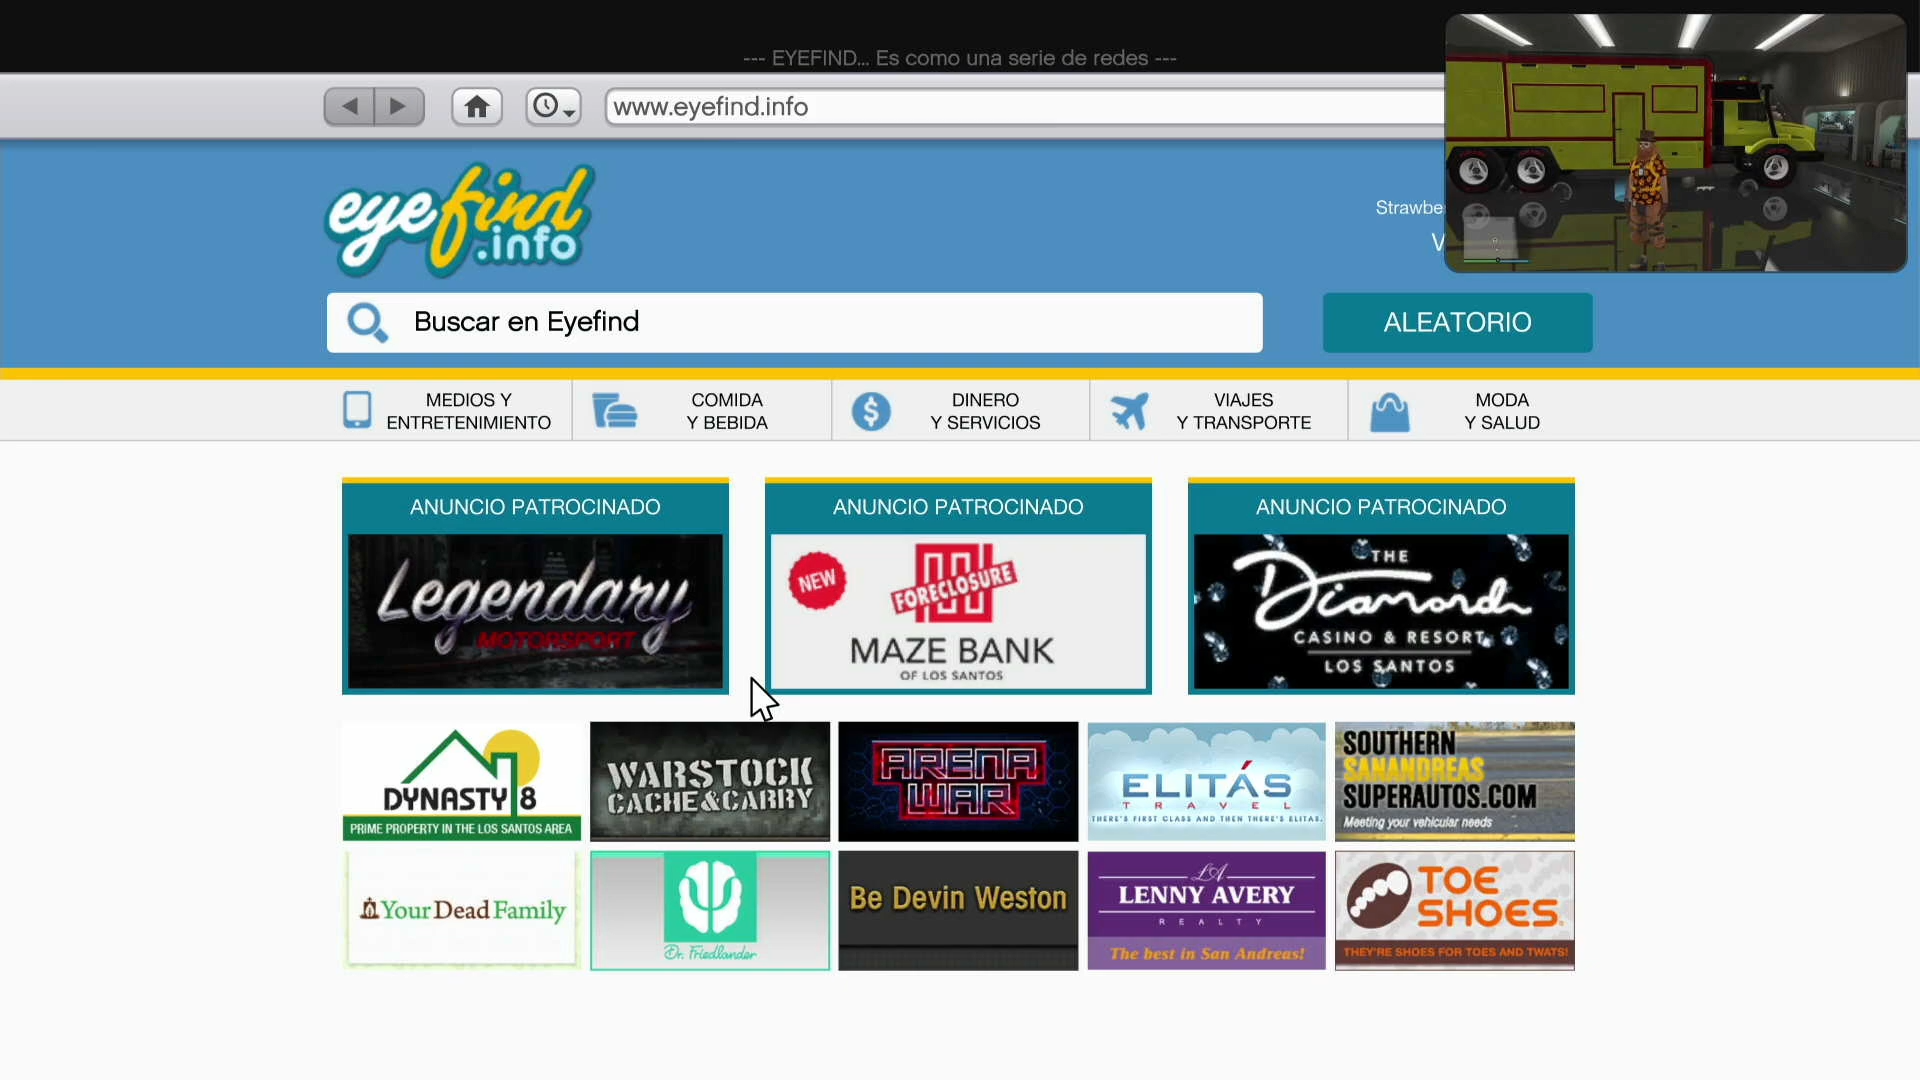 --- EYEFIND... Es como una serie de redes ---
www.eyefind.info
eyefind
.info
Strawbe
V
Buscar en Eyefind
ALEATORIO
MEDIOS Y
ENTRETENIMIENTO
COMIDA
Y BEBIDA
DINERO
Y SERVICIOS
VIAJES
Y TRANSPORTE
MODA
Y SALUD
ANUNCIO PATROCINADO
Legendary
MOTORSPORT
ANUNCIO PATROCINADO
NEW
FORECLOSURE
MAZE BANK
OF LOS SANTOS
ANUNCIO PATROCINADO
THE
Diamond
CASINO & RESORT
LOS SANTOS
DYNASTY 8
PRIME PROPERTY IN THE LOS SANTOS AREA
WARSTOCK
CACHE&CARRY
ARENA
WAR
ELITÁS
TRAVEL
THERE'S FIRST CLASS AND THEN THERE'S ELITAS.
SOUTHERN
SANANDREAS
SUPERAUTOS.COM
Meeting your vehicular needs
YourDeadFamily
Dr. Friedlander
Be Devin Weston
LA
LENNY AVERY
REALTY
The best in San Andreas!
TOE
SHOES
THEY'RE SHOES FOR TOES AND TWATS!